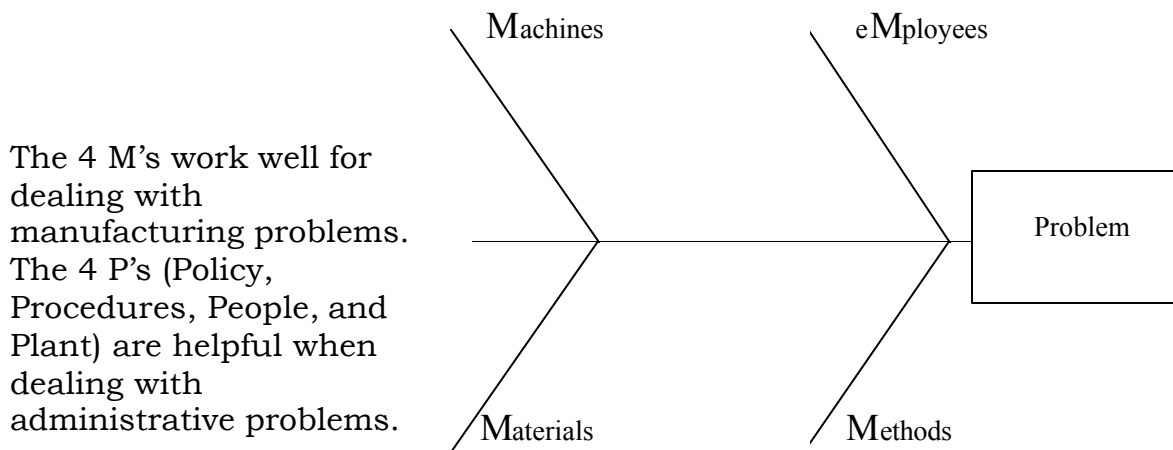 Machines
eMployees
The 4 M’s work well for
dealing with
manufacturing problems.
The 4 P’s (Policy,
Procedures, People, and
Plant) are helpful when
dealing with
administrative problems.
Problem
Materials
Methods